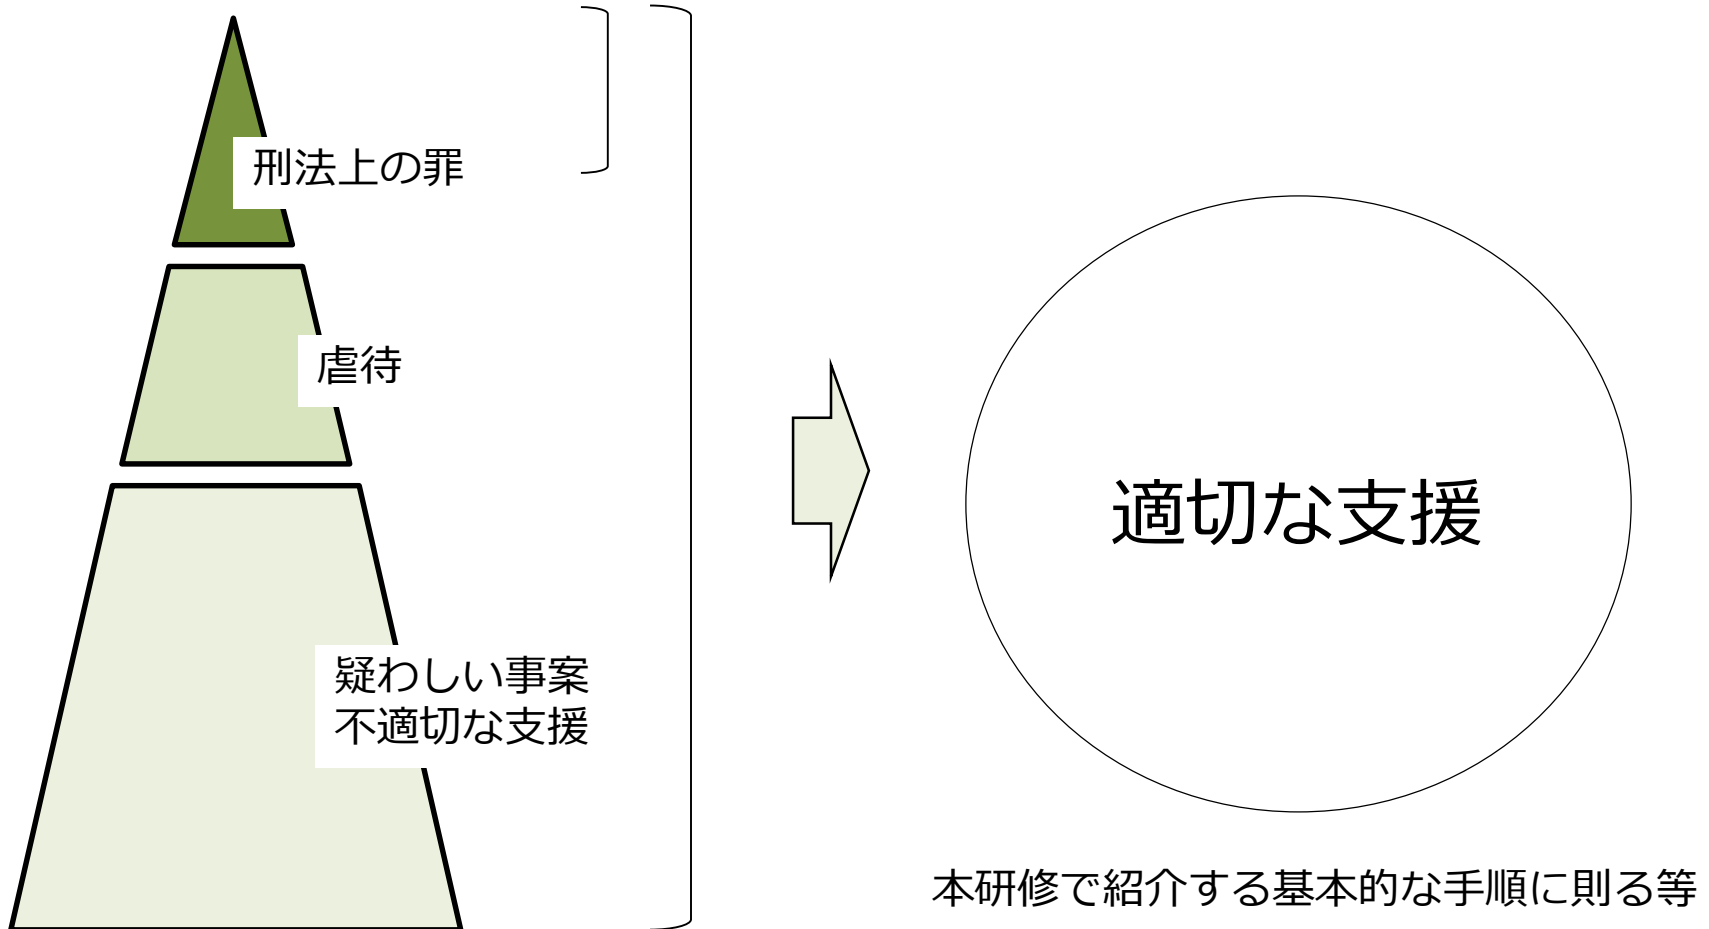 刑法上の罪
虐待
疑わしい事案
不適切な支援
適切な支援
本研修で紹介する基本的な手順に則る等